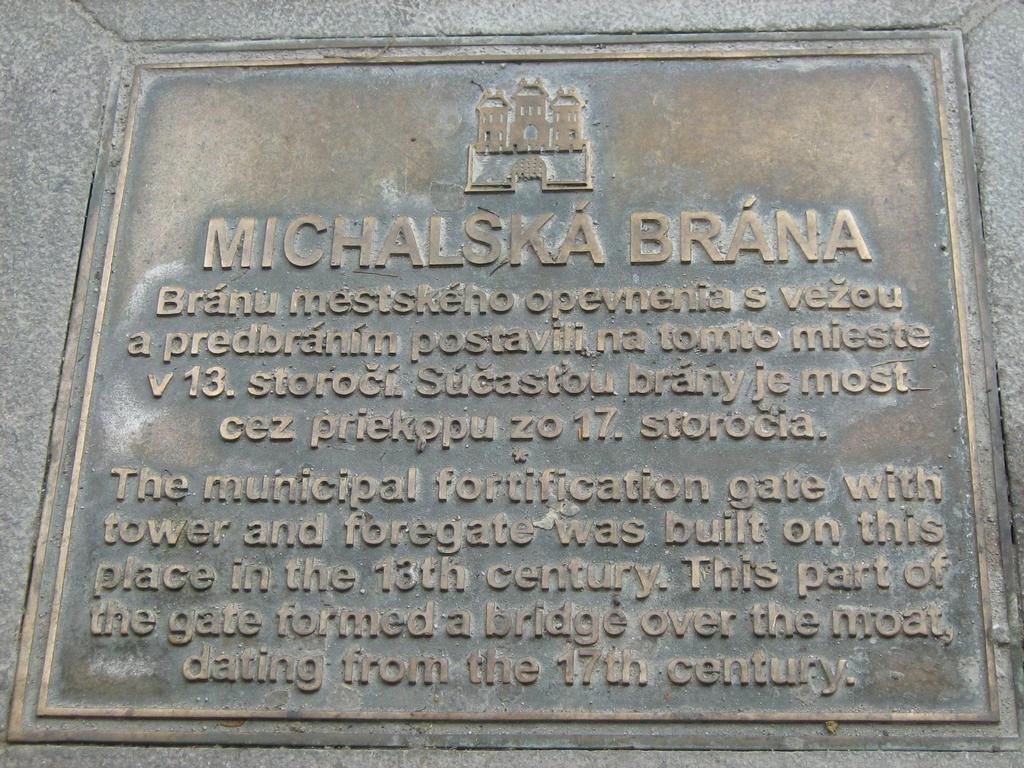 MICHALSKÁ BRÁNA
Bránu mestského opevnenia s vežou
a predbráním postavili na tomto mieste
v 13. storočí. Súčasťou brány je most
cez priekopu zo 17. storočia.
*
The municipal fortification gate with
tower and foregate was built on this
place in the 13th century. This part of
the gate formed a bridge over the moat,
dating from the 17th century.